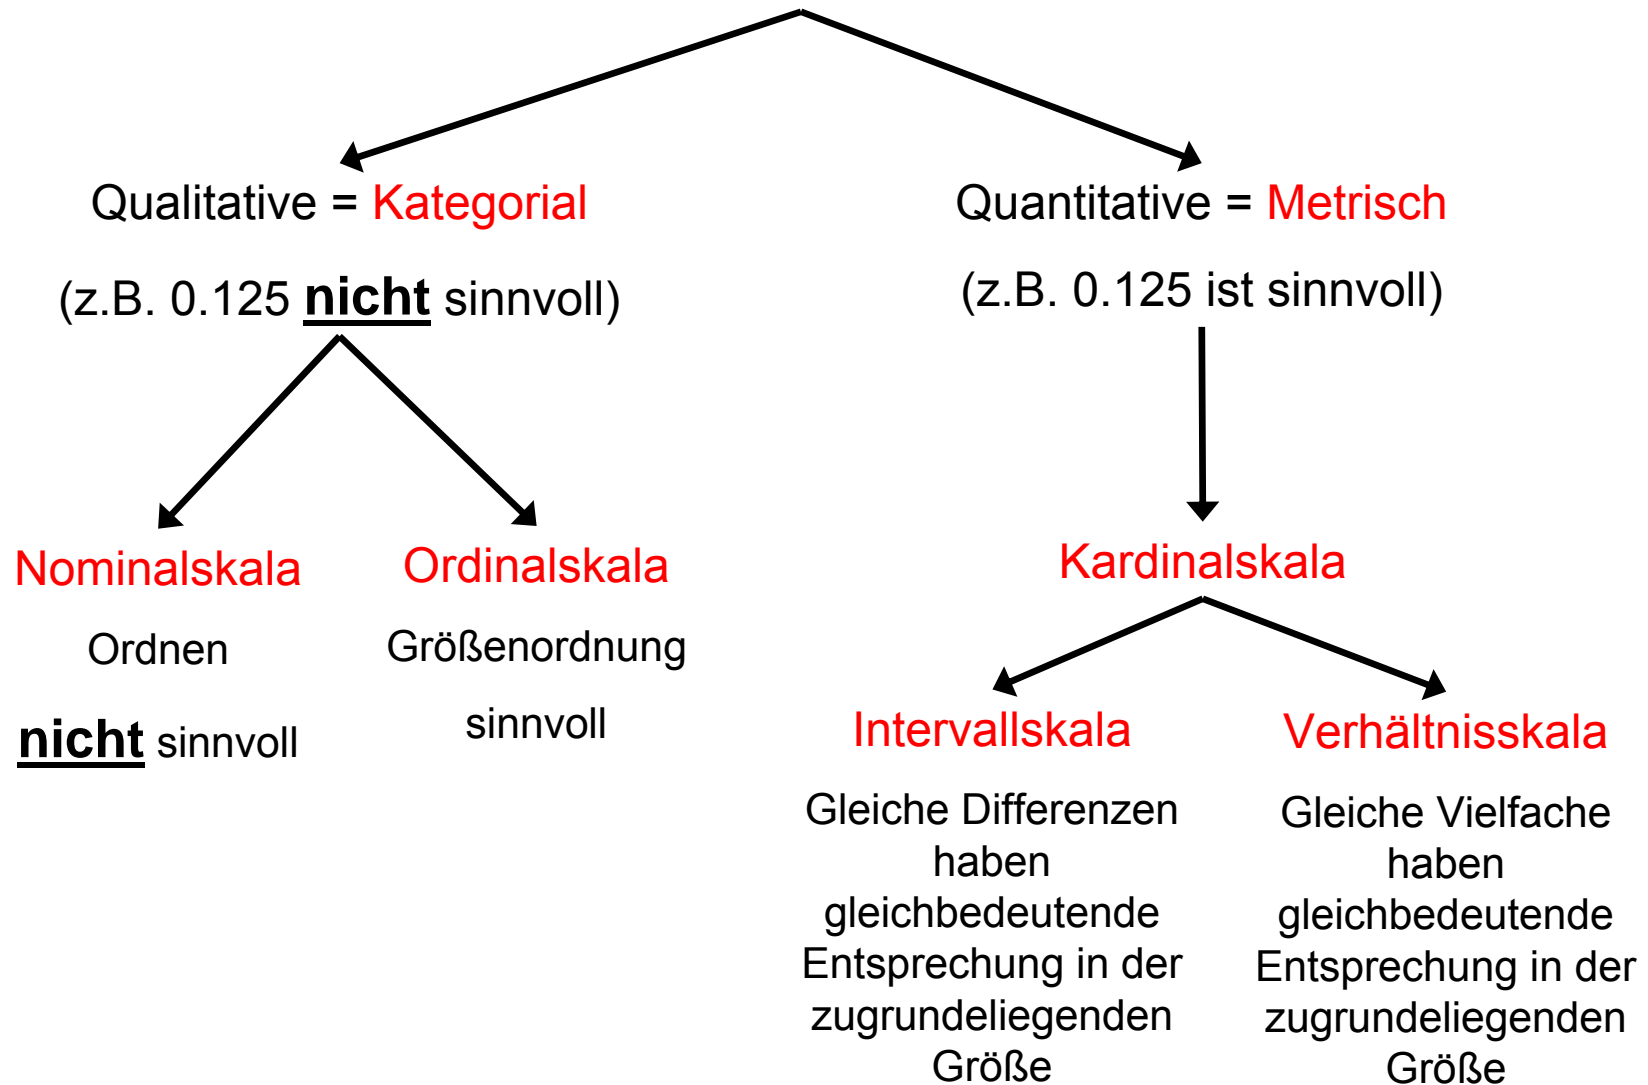 Qualitative = Kategorial
(z.B. 0.125 nicht sinnvoll)
Quantitative = Metrisch
(z.B. 0.125 ist sinnvoll)
Nominalskala
Ordnen
nicht sinnvoll
Ordinalskala
Größenordnung
sinnvoll
Kardinalskala
Intervallskala
Gleiche Differenzen
haben
gleichbedeutende
Entsprechung in der
zugrundeliegenden
Größe
Verhältnisskala
Gleiche Vielfache
haben
gleichbedeutende
Entsprechung in der
zugrundeliegenden
Größe